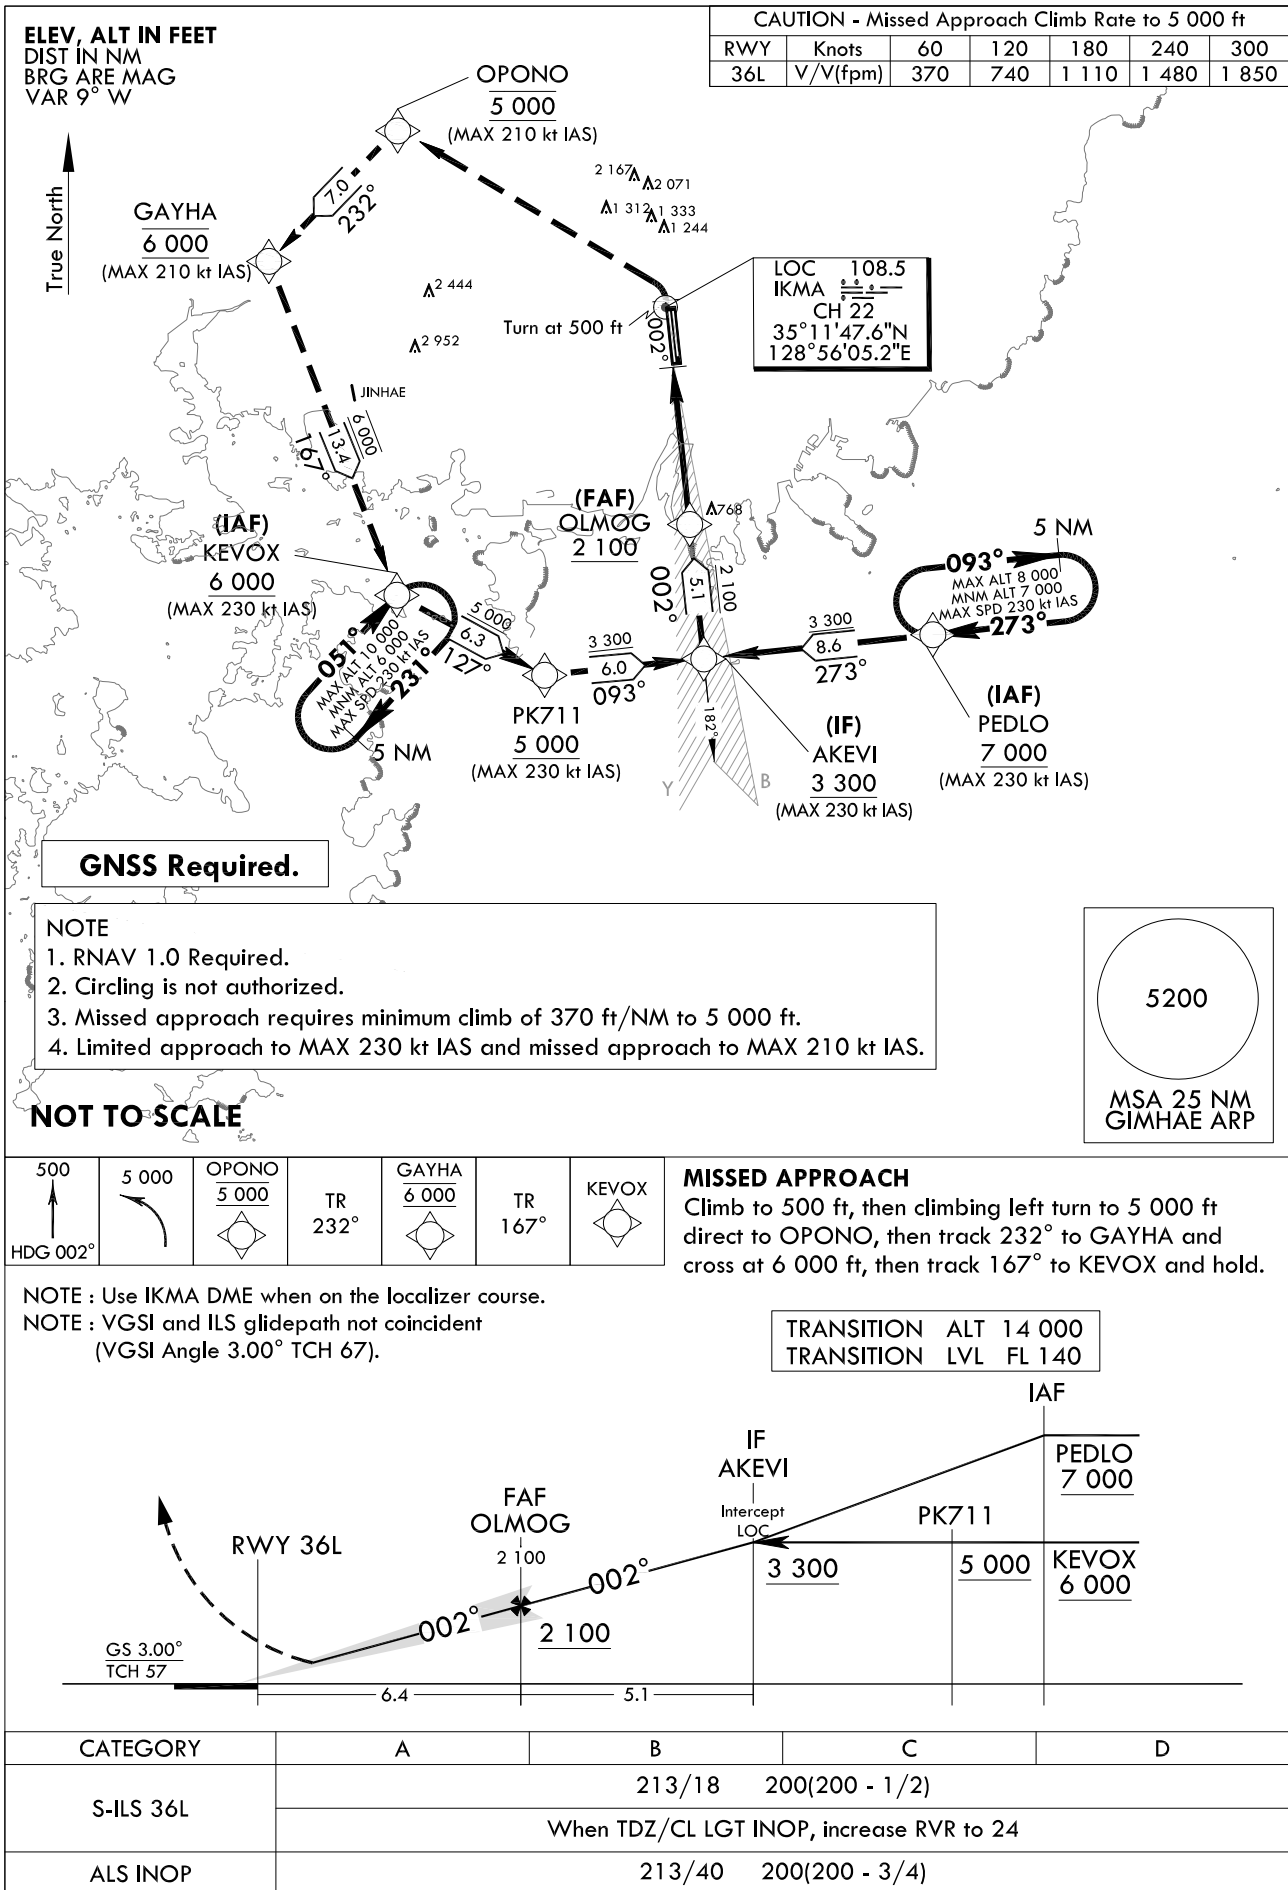 ELEV, ALT IN FEET
DIST IN NM
BRG ARE MAG
VAR 9° W
True North
CAUTION - Missed Approach Climb Rate to 5 000 ft
RWY Knots 60 120 180 240 300
36L V/V(fpm) 370 740 1 110 1 480 1 850
OPONO
5 000
(MAX 210 kt IAS)
7.0
232°
GAYHA
6 000
(MAX 210 kt IAS)
2 167
2 071
1 312
1 333
1 244
2 444
2 952
Turn at 500 ft
002°
LOC 108.5
IKMA
CH 22
35°11'47.6"N
128°56'05.2"E
JINHAE
6 000
13.4
167°
(IAF)
KEVOX
6 000
(MAX 230 kt IAS)
(FAF)
OLMOG
2 100
768
002°
5.1
2 100
5 NM
093°
MAX ALT 8 000
MNM ALT 7 000
MAX SPD 230 kt IAS
273°
051°
MAX ALT 10 000
MNM ALT 6 000
MAX SPD 230 kt IAS
231°
5 NM
5 000
6.3
127°
3 300
6.0
093°
3 300
8.6
273°
PK711
5 000
(MAX 230 kt IAS)
182°
Y
B
(IF)
AKEVI
3 300
(MAX 230 kt IAS)
(IAF)
PEDLO
7 000
(MAX 230 kt IAS)
GNSS Required.
NOTE
1. RNAV 1.0 Required.
2. Circling is not authorized.
3. Missed approach requires minimum climb of 370 ft/NM to 5 000 ft.
4. Limited approach to MAX 230 kt IAS and missed approach to MAX 210 kt IAS.
NOT TO SCALE
5200
MSA 25 NM
GIMHAE ARP
500
HDG 002°
5 000
OPONO
5 000
TR
232°
GAYHA
6 000
TR
167°
KEVOX
MISSED APPROACH
Climb to 500 ft, then climbing left turn to 5 000 ft
direct to OPONO, then track 232° to GAYHA and
cross at 6 000 ft, then track 167° to KEVOX and hold.
NOTE : Use IKMA DME when on the localizer course.
NOTE : VGSI and ILS glidepath not coincident
(VGSI Angle 3.00° TCH 67).
TRANSITION ALT 14 000
TRANSITION LVL FL 140
IAF
PEDLO
7 000
IF
AKEVI
Intercept
LOC
3 300
PK711
5 000
KEVOX
6 000
FAF
OLMOG
2 100
002°
2 100
RWY 36L
002°
GS 3.00°
TCH 57
6.4
5.1
CATEGORY A B C D
S-ILS 36L
213/18 200(200 - 1/2)
When TDZ/CL LGT INOP, increase RVR to 24
ALS INOP 213/40 200(200 - 3/4)